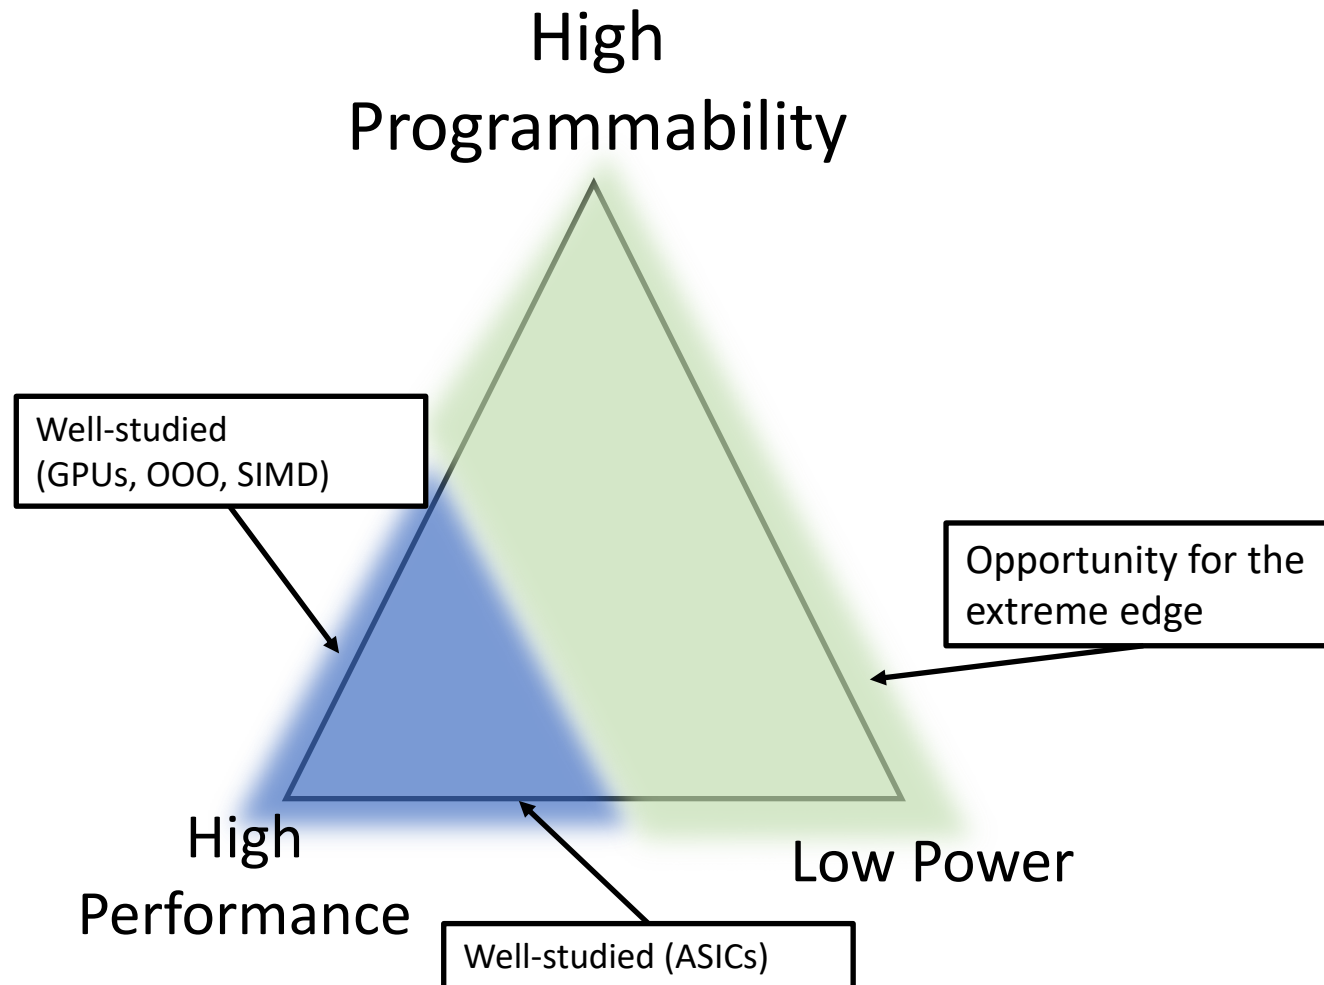 High
Programmability
Well-studied
(GPUs, OOO, SIMD)
Opportunity for the
extreme edge
High
Performance
Low Power
Well-studied (ASICs)